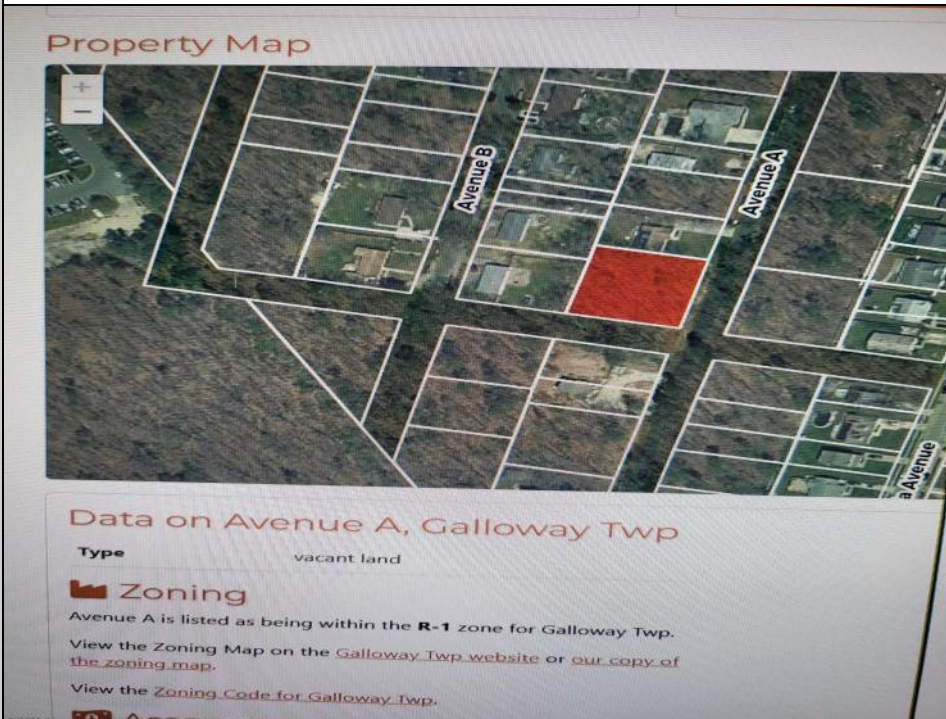 Property Map
+
−
Avenue B
Avenue A
a Avenue
Data on Avenue A, Galloway Twp
Type vacant land
Zoning
Avenue A is listed as being within the R-1 zone for Galloway Twp.
View the Zoning Map on the Galloway Twp website or our copy of
the zoning map.
View the Zoning Code for Galloway Twp.